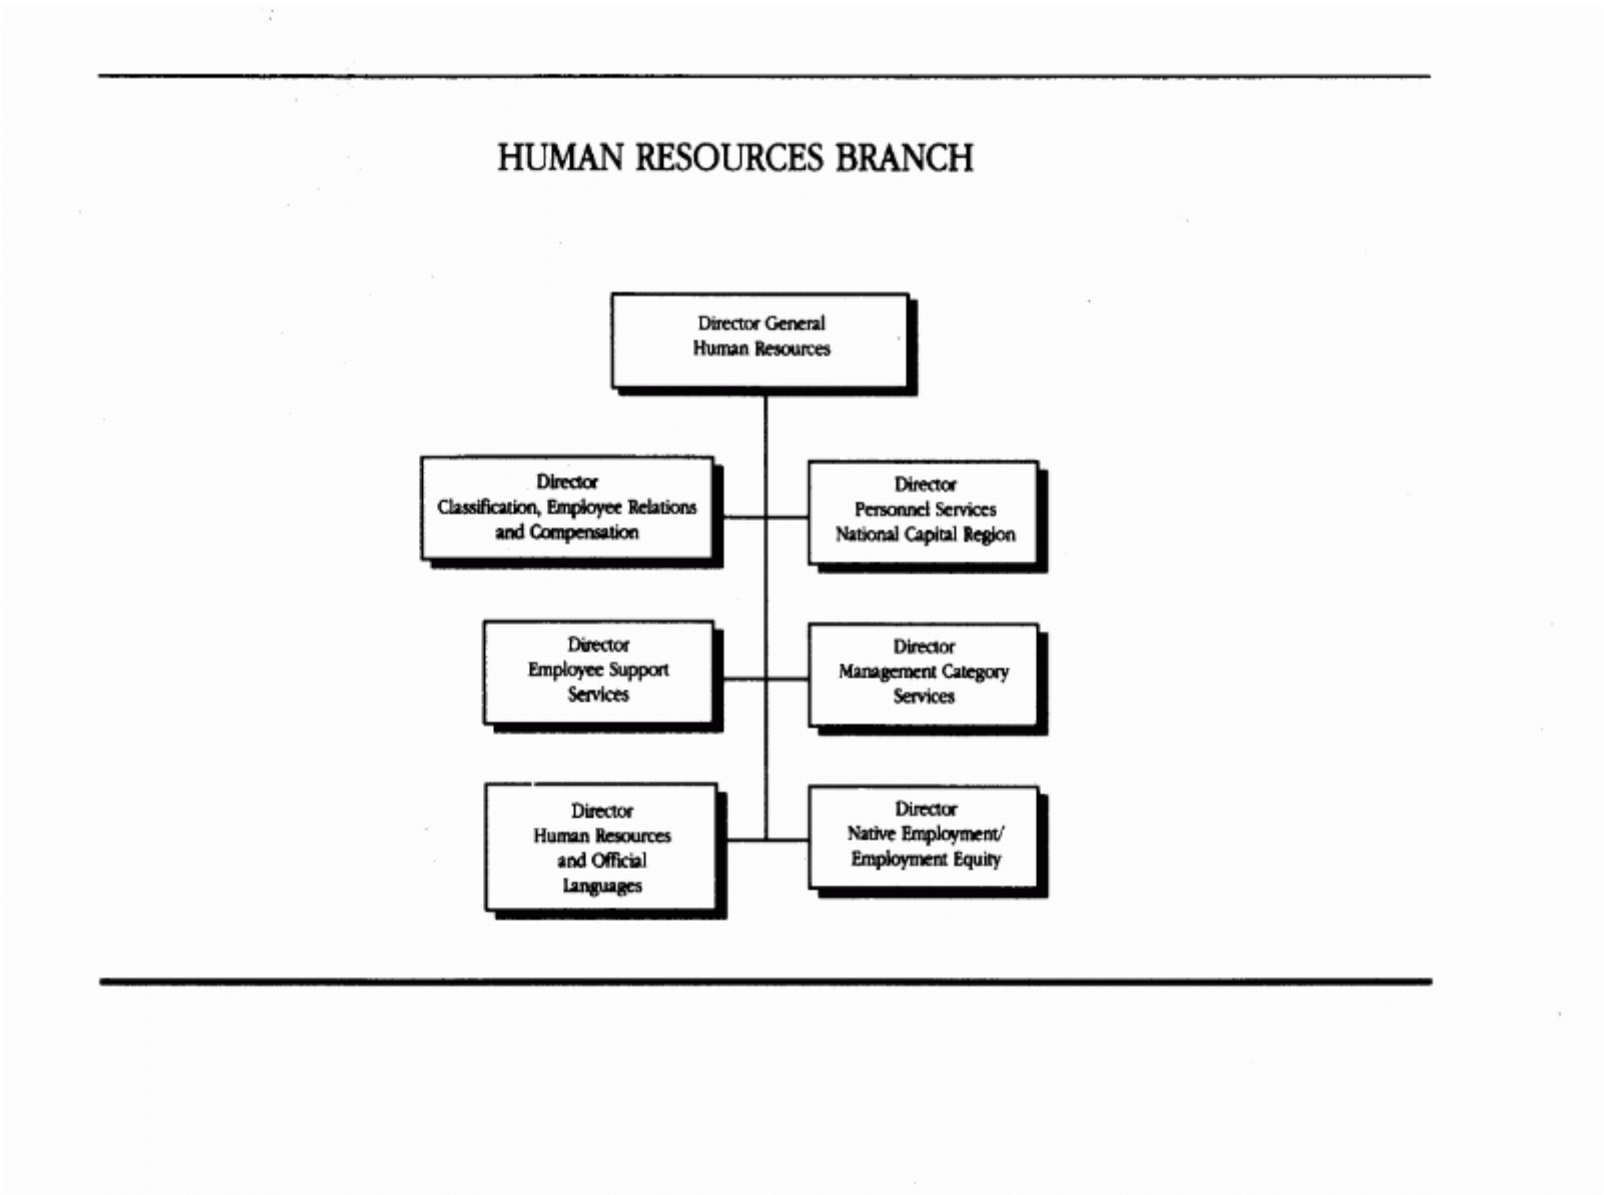 HUMAN RESOURCES BRANCH
Director General
Human Resources
Director
Classification, Employee Relations
and Compensation
Director
Personnel Services
National Capital Region
Director
Employee Support
Services
Director
Management Category
Services
Director
Human Resources
and Official
Languages
Director
Native Employment/
Employment Equity